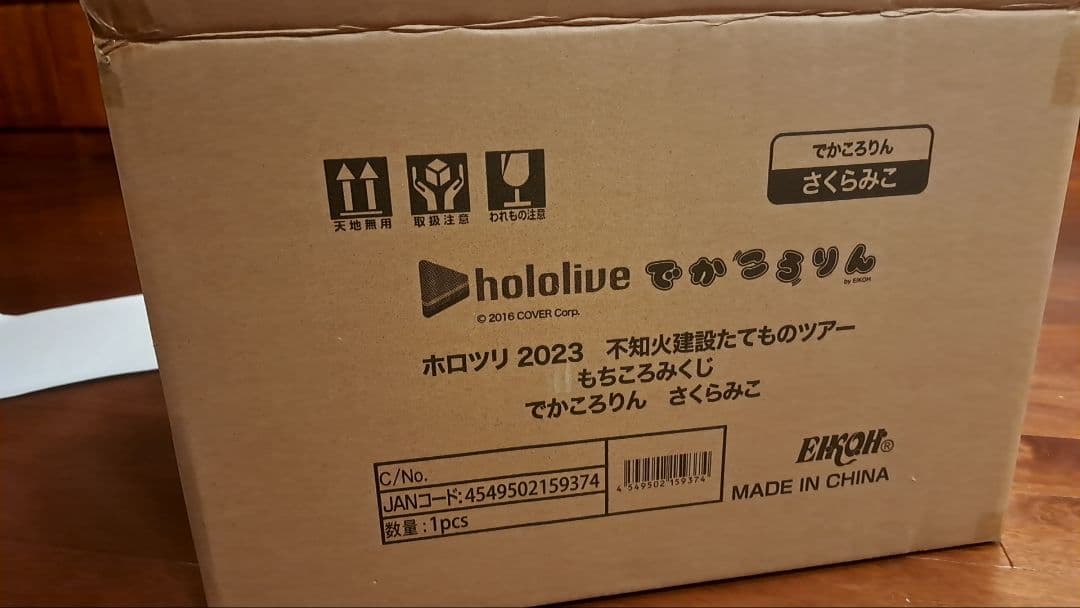 天地無用
取扱注意
われもの注意
でかころりん
さくらみこ
hololive でかころりん
by EIKOH
© 2016 COVER Corp.
ホロツリ 2023 不知火建設たてものツアー
もちころみくじ
でかころりん さくらみこ
C/No.
JANコード:4549502159374
数量:1pcs
4 549502 159374
EIKOH®
MADE IN CHINA